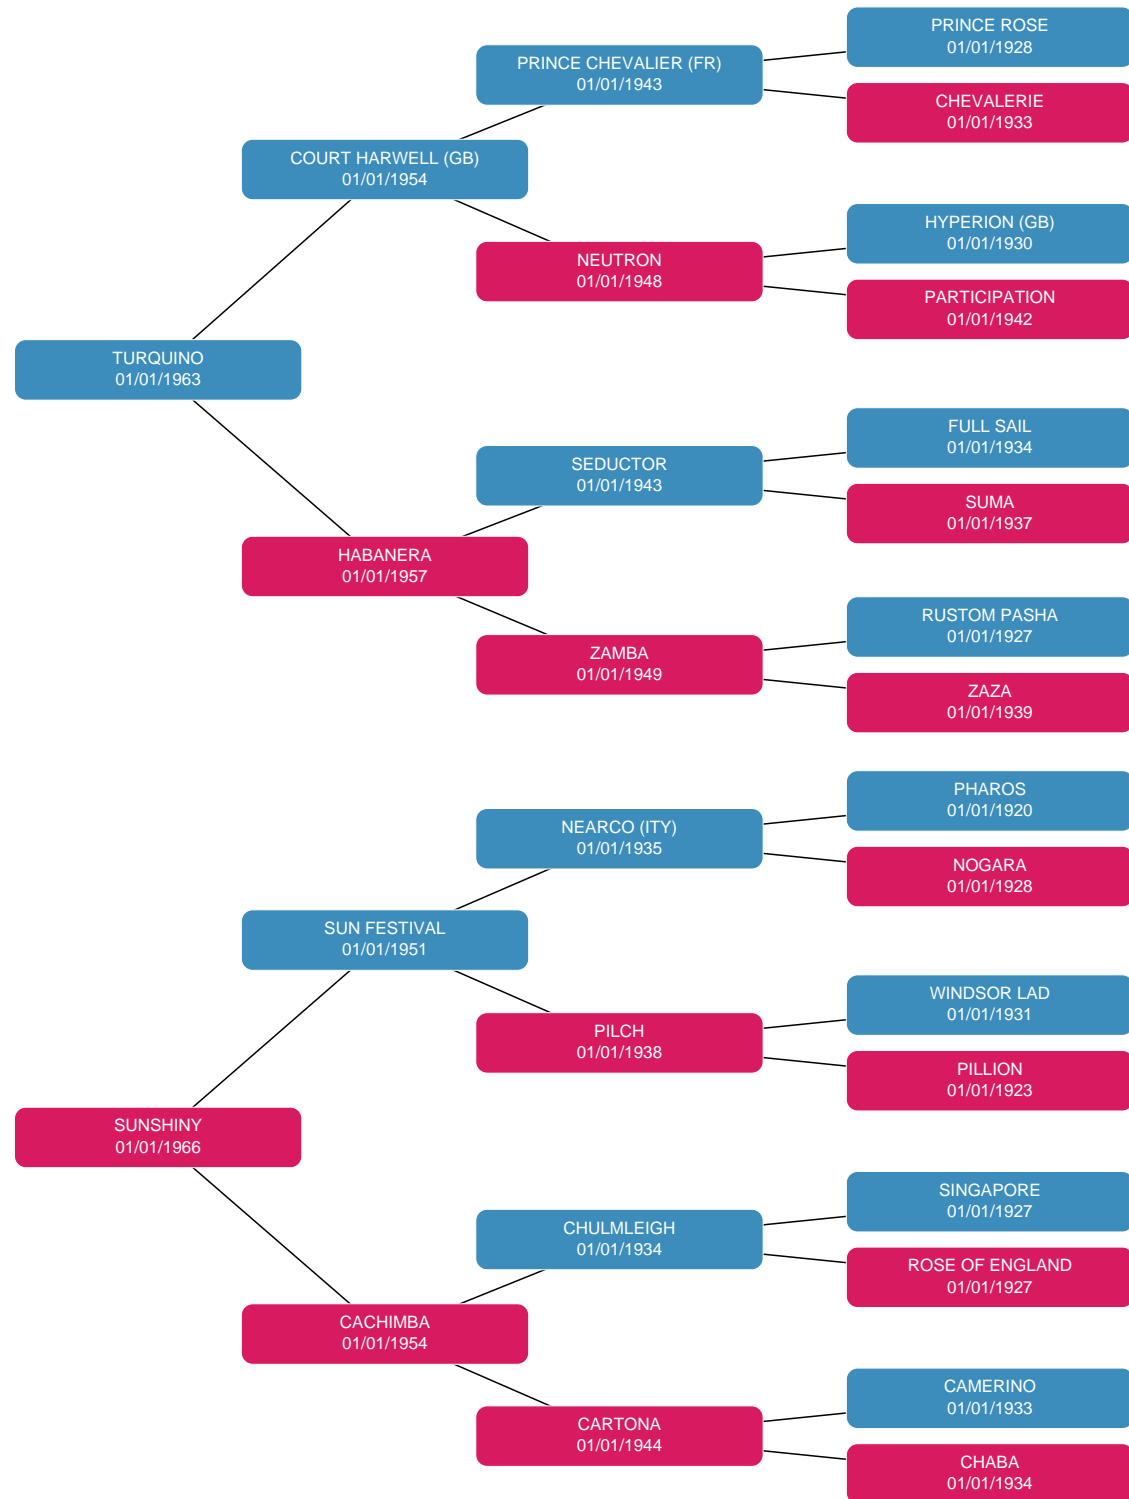 PRINCE ROSE
01/01/1928
PRINCE CHEVALIER (FR)
01/01/1943
CHEVALERIE
01/01/1933
COURT HARWELL (GB)
01/01/1954
HYPERION (GB)
01/01/1930
NEUTRON
01/01/1948
PARTICIPATION
01/01/1942
TURQUINO
01/01/1963
FULL SAIL
01/01/1934
SEDUCTOR
01/01/1943
SUMA
01/01/1937
HABANERA
01/01/1957
RUSTOM PASHA
01/01/1927
ZAMBA
01/01/1949
ZAZA
01/01/1939
PHAROS
01/01/1920
NEARCO (ITY)
01/01/1935
NOGARA
01/01/1928
SUN FESTIVAL
01/01/1951
WINDSOR LAD
01/01/1931
PILCH
01/01/1938
PILLION
01/01/1923
SUNSHINY
01/01/1966
SINGAPORE
01/01/1927
CHULMLEIGH
01/01/1934
ROSE OF ENGLAND
01/01/1927
CACHIMBA
01/01/1954
CAMERINO
01/01/1933
CARTONA
01/01/1944
CHABA
01/01/1934